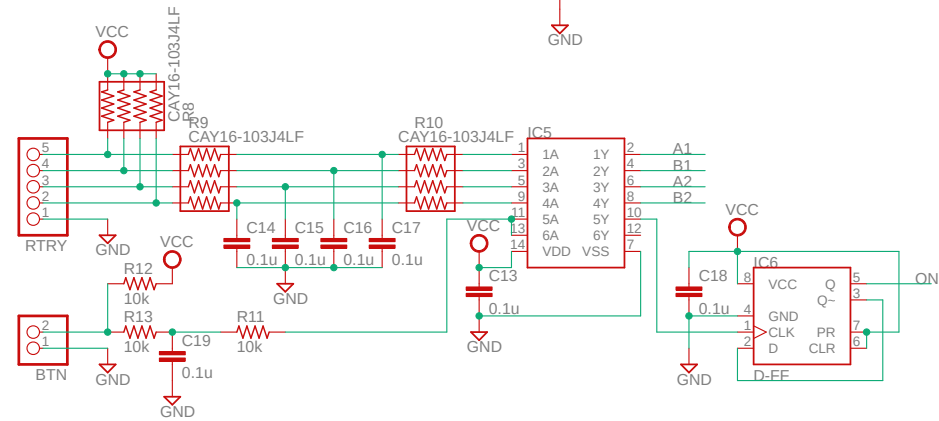 GND
VCC
CAY16-103J4LF
R8
R9
CAY16-103J4LF
R10
CAY16-103J4LF
IC5
5
4
3
2
1
RTRY
GND
1 1A 1Y 2 A1
3 2A 2Y 4 B1
5 3A 3Y 6 A2
9 4A 4Y 8 B2
11 5A 5Y 10
13 6A 6Y 12
14 VDD VSS 7
C14 0.1u
C15 0.1u
C16 0.1u
C17 0.1u
GND
VCC
C13
0.1u
GND
VCC
R12
10k
R13
10k
R11
10k
C19
0.1u
GND
2
1
BTN
GND
VCC
C18
0.1u
GND
IC6
8 VCC Q 5 ON
Q~ 3
4 GND
1 CLK PR 7
2 D CLR 6
D-FF